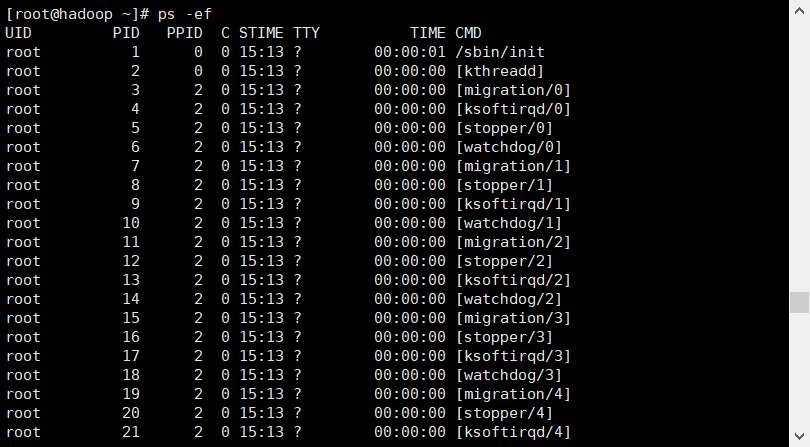 [root@hadoop ~]# ps -ef
UID        PID  PPID  C STIME TTY          TIME CMD
root         1     0  0 15:13 ?        00:00:01 /sbin/init
root         2     0  0 15:13 ?        00:00:00 [kthreadd]
root         3     2  0 15:13 ?        00:00:00 [migration/0]
root         4     2  0 15:13 ?        00:00:00 [ksoftirqd/0]
root         5     2  0 15:13 ?        00:00:00 [stopper/0]
root         6     2  0 15:13 ?        00:00:00 [watchdog/0]
root         7     2  0 15:13 ?        00:00:00 [migration/1]
root         8     2  0 15:13 ?        00:00:00 [stopper/1]
root         9     2  0 15:13 ?        00:00:00 [ksoftirqd/1]
root        10     2  0 15:13 ?        00:00:00 [watchdog/1]
root        11     2  0 15:13 ?        00:00:00 [migration/2]
root        12     2  0 15:13 ?        00:00:00 [stopper/2]
root        13     2  0 15:13 ?        00:00:00 [ksoftirqd/2]
root        14     2  0 15:13 ?        00:00:00 [watchdog/2]
root        15     2  0 15:13 ?        00:00:00 [migration/3]
root        16     2  0 15:13 ?        00:00:00 [stopper/3]
root        17     2  0 15:13 ?        00:00:00 [ksoftirqd/3]
root        18     2  0 15:13 ?        00:00:00 [watchdog/3]
root        19     2  0 15:13 ?        00:00:00 [migration/4]
root        20     2  0 15:13 ?        00:00:00 [stopper/4]
root        21     2  0 15:13 ?        00:00:00 [ksoftirqd/4]